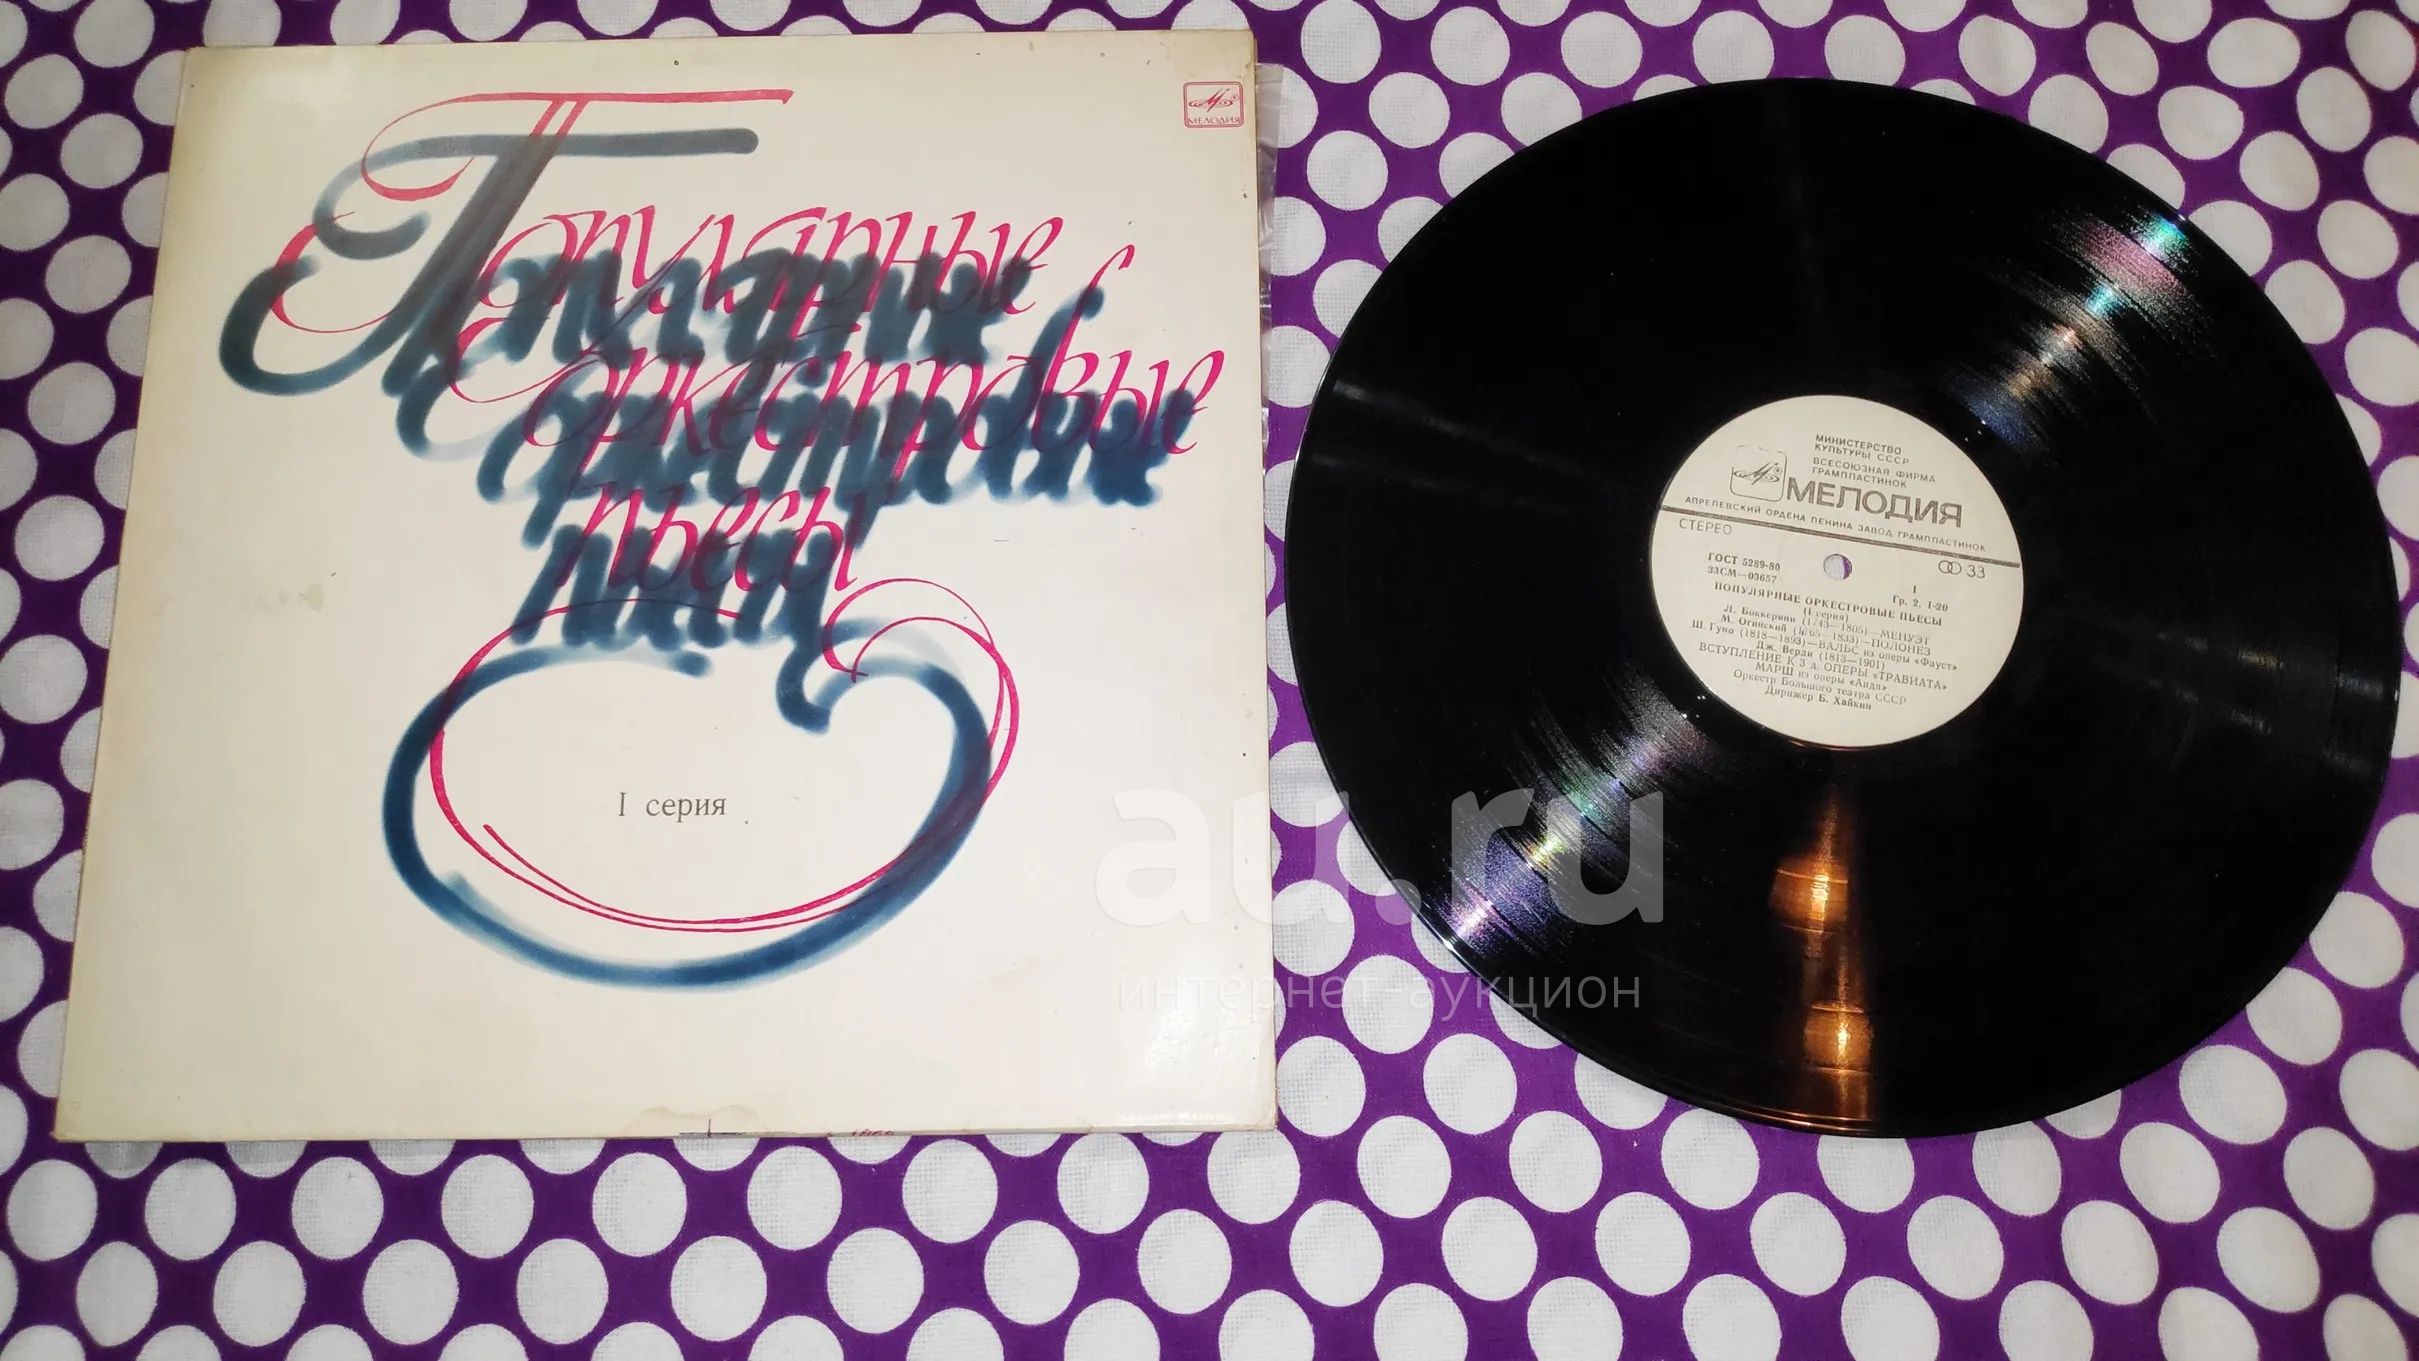 Популярные
оркестровые
пьесы
I серия
МЕЛОДИЯ
МИНИСТЕРСТВО
КУЛЬТУРЫ СССР
ВСЕСОЮЗНАЯ ФИРМА
ГРАМПЛАСТИНОК
МЕЛОДИЯ
АПРЕЛЕВСКИЙ ОРДЕНА ЛЕНИНА ЗАВОД ГРАМПЛАСТИНОК
СТЕРЕО
33
ГОСТ 5289-80
33СМ—03657
1
Гр. 2. 1-20
ПОПУЛЯРНЫЕ ОРКЕСТРОВЫЕ ПЬЕСЫ
(I серия)
Л. Боккерини (1743—1805)—МЕНУЭТ
М. Огинский (1765—1833)—ПОЛОНЕЗ
Ш. Гуно (1818—1893)—ВАЛЬС из оперы «Фауст»
Дж. Верди (1813—1901)
ВСТУПЛЕНИЕ К 3 д. ОПЕРЫ «ТРАВИАТА»
МАРШ из оперы «Аида»
Оркестр Большого театра СССР
Дирижер Б. Хайкин
au.ru
интернет-аукцион